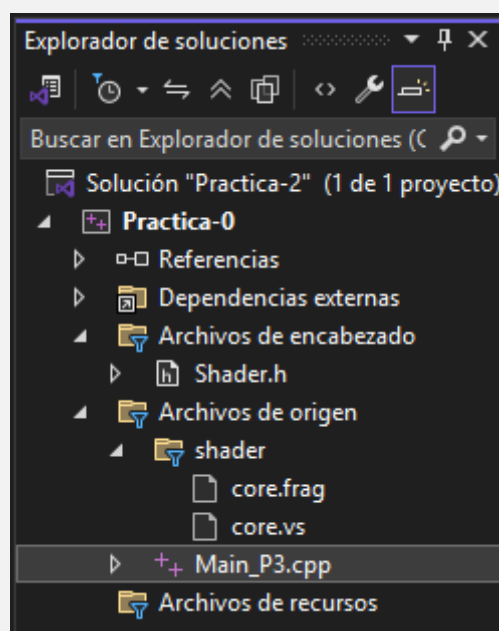 Explorador de soluciones
Buscar en Explorador de soluciones (C
Solución "Practica-2" (1 de 1 proyecto)
Practica-0
Referencias
Dependencias externas
Archivos de encabezado
Shader.h
Archivos de origen
shader
core.frag
core.vs
Main_P3.cpp
Archivos de recursos